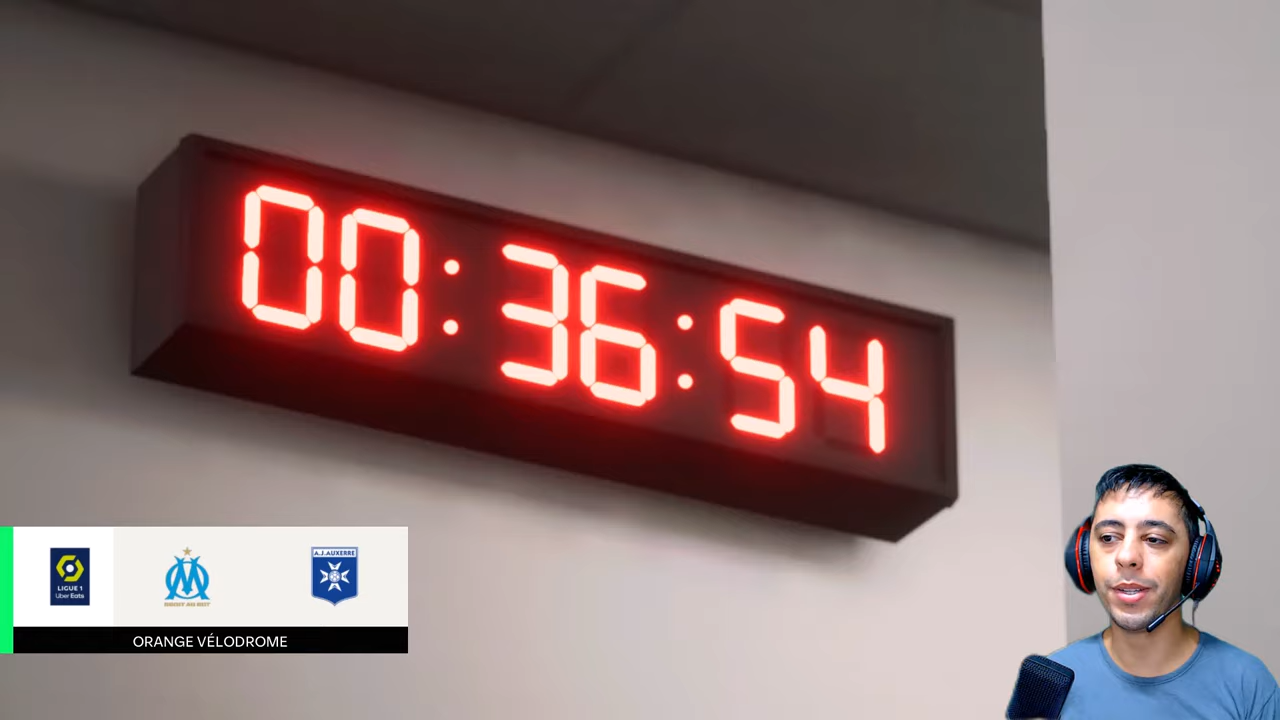 00:36:54
LIGUE 1
Uber Eats
DROIT AU BUT
A.J. AUXERRE
ORANGE VÉLODROME